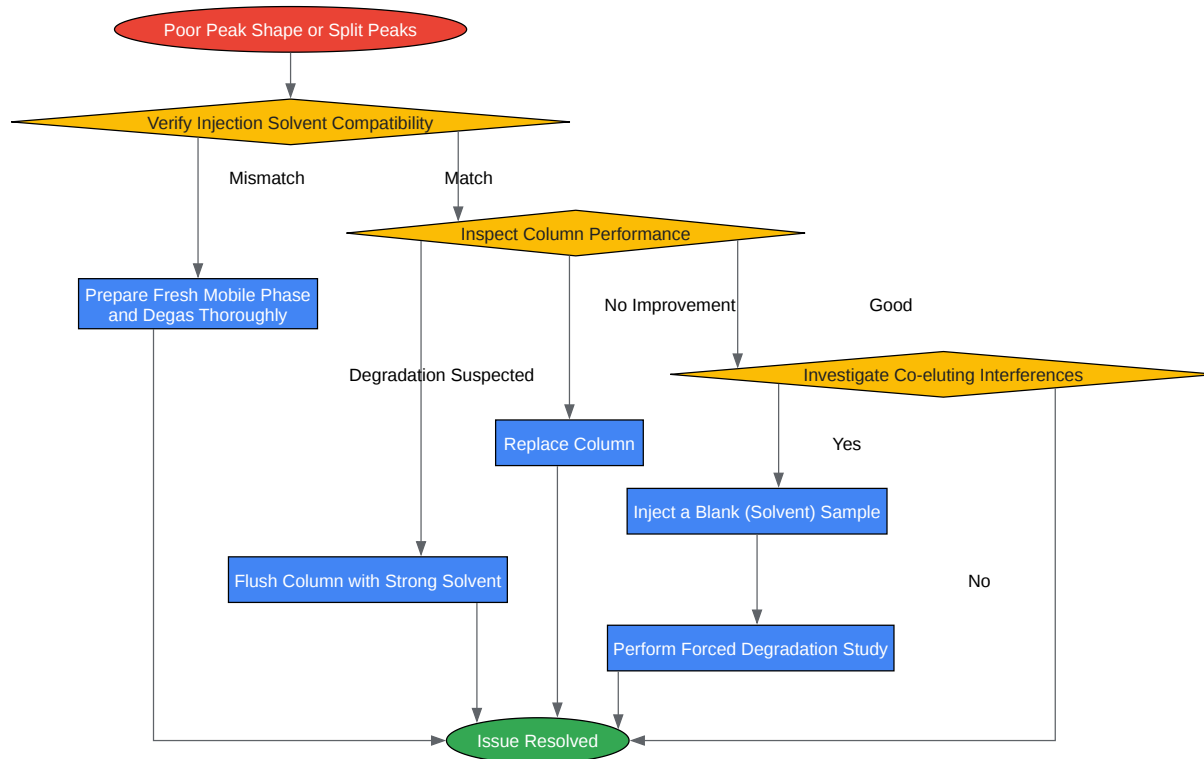 Poor Peak Shape or Split Peaks
Verify Injection Solvent Compatibility
Mismatch
Match
Inspect Column Performance
Prepare Fresh Mobile Phase
and Degas Thoroughly
No Improvement
Good
Degradation Suspected
Investigate Co-eluting Interferences
Replace Column
Yes
Inject a Blank (Solvent) Sample
Flush Column with Strong Solvent
No
Perform Forced Degradation Study
Issue Resolved